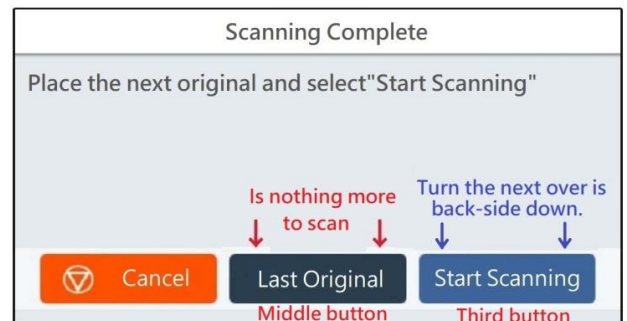 Scanning Complete
Place the next original and select"Start Scanning"
Is nothing more
to scan
Turn the next over is
back-side down.
Cancel
Last Original
Start Scanning
Middle button
Third button